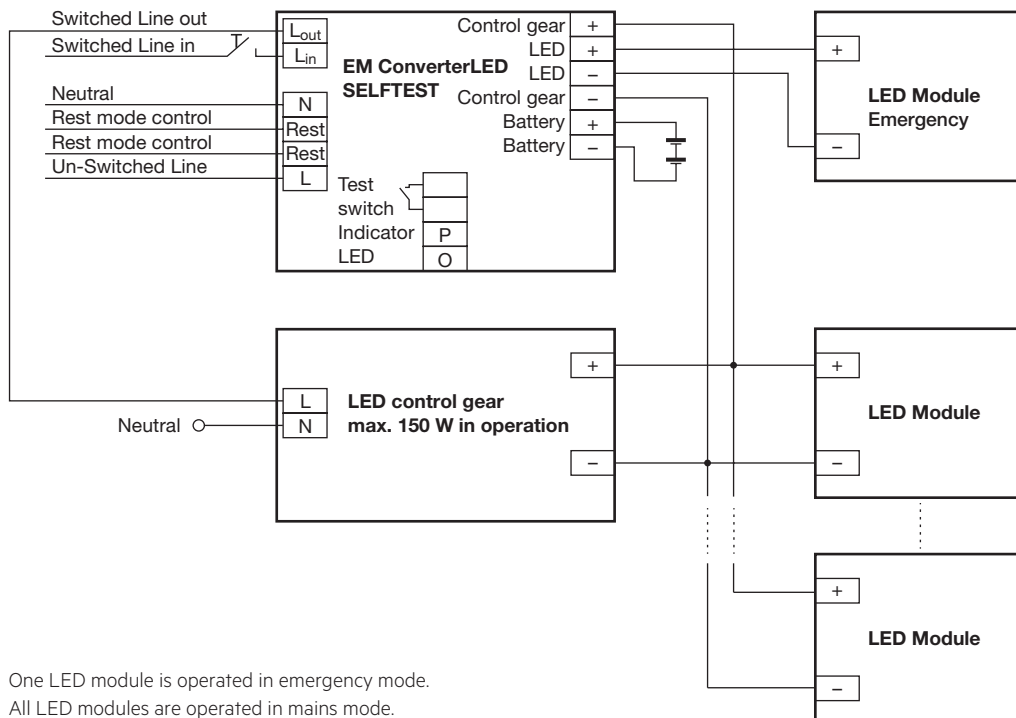 Switched Line out
Switched Line in
Neutral
Rest mode control
Rest mode control
Un-Switched Line
Lout
Lin
N
Rest
Rest
L
EM ConverterLED
SELFTEST
Test
switch
Indicator
LED
P
O
Control gear +
LED +
LED −
Control gear −
Battery +
Battery −
+
−
LED Module
Emergency
Neutral
L
N
LED control gear
max. 150 W in operation
+
−
+
−
LED Module
+
−
LED Module
One LED module is operated in emergency mode.
All LED modules are operated in mains mode.